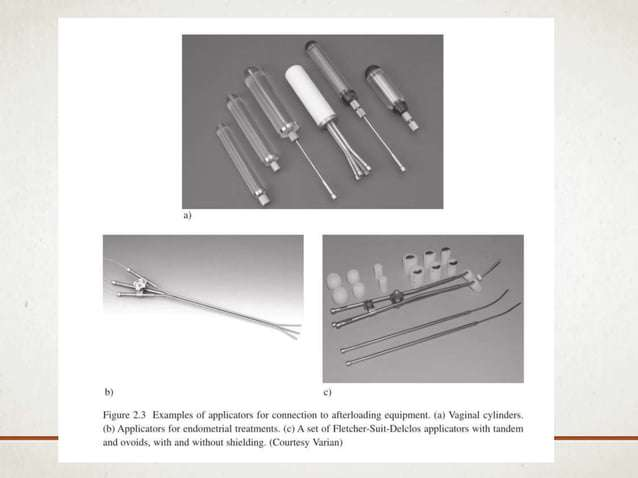 a)
b)
c)
Figure 2.3 Examples of applicators for connection to afterloading equipment. (a) Vaginal cylinders.
(b) Applicators for endometrial treatments. (c) A set of Fletcher-Suit-Delclos applicators with tandem
and ovoids, with and without shielding. (Courtesy Varian)